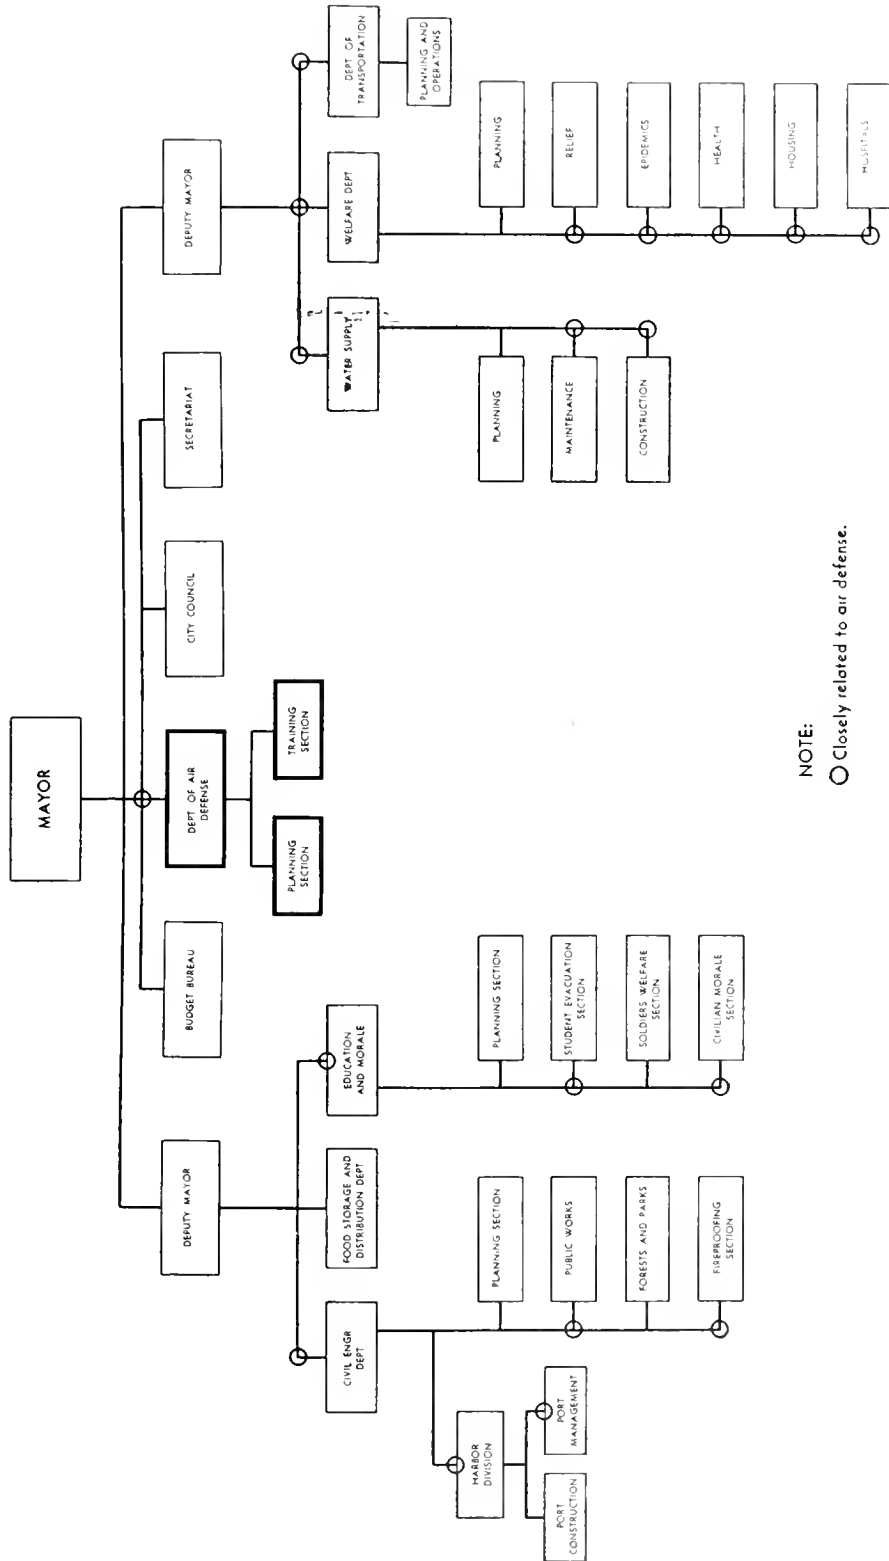 MAYOR
DEPUTY MAYOR
BUDGET BUREAU
DEPT OF AIR
DEFENSE
CITY COUNCIL
SECRETARIAT
DEPUTY MAYOR
PLANNING
SECTION
TRAINING
SECTION
CIVIL ENGR
DEPT
FOOD STORAGE AND
DISTRIBUTION DEPT
EDUCATION
AND MORALE
WATER SUPPLY
WELFARE DEPT
DEPT. OF
TRANSPORTATION
PLANNING AND
OPERATIONS
HARBOR
DIVISION
PORT
CONSTRUCTION
PORT
MANAGEMENT
PLANNING SECTION
PUBLIC WORKS
FORESTS AND PARKS
FIREPROOFING
SECTION
PLANNING SECTION
STUDENT EVACUATION
SECTION
SOLDIERS WELFARE
SECTION
CIVILIAN MORALE
SECTION
PLANNING
MAINTENANCE
CONSTRUCTION
PLANNING
RELIEF
EPIDEMICS
HEALTH
HOUSING
HOSPITALS
NOTE:
Closely related to air defense.